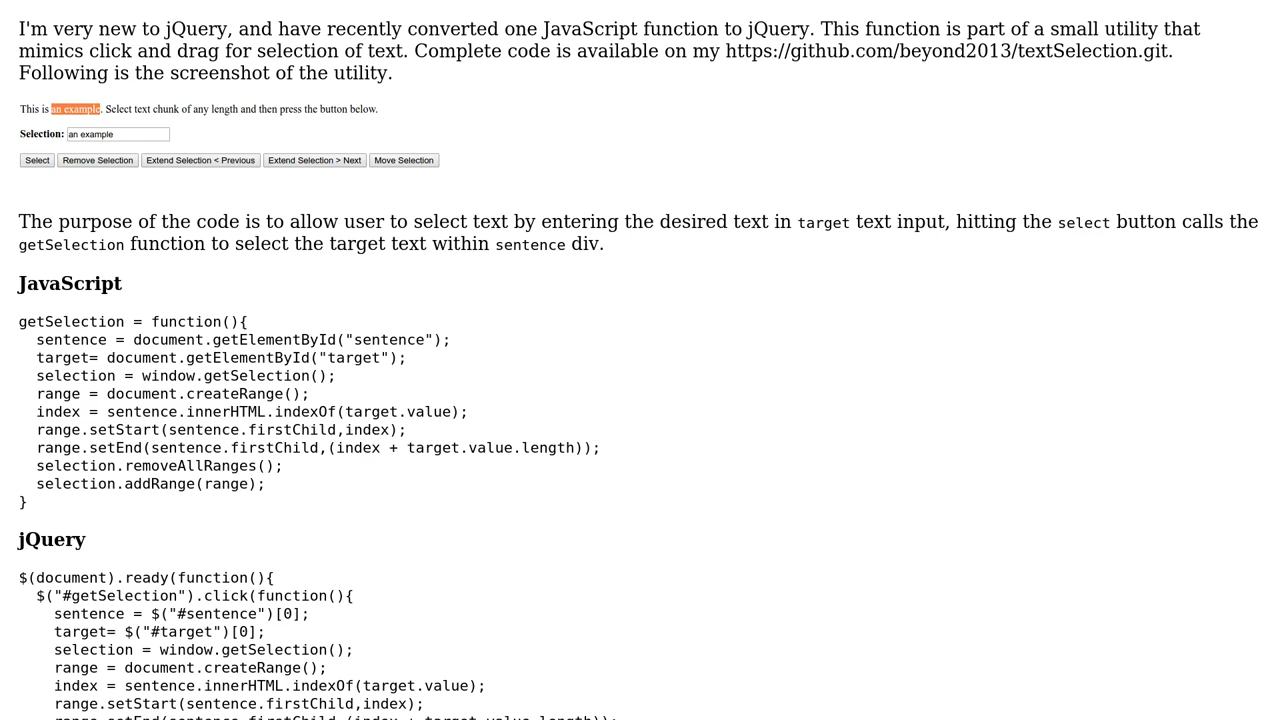 I'm very new to jQuery, and have recently converted one JavaScript function to jQuery. This function is part of a small utility that
mimics click and drag for selection of text. Complete code is available on my https://github.com/beyond2013/textSelection.git.
Following is the screenshot of the utility.
This is an example. Select text chunk of any length and then press the button below.
Selection: an example
Select Remove Selection Extend Selection < Previous Extend Selection > Next Move Selection
The purpose of the code is to allow user to select text by entering the desired text in target text input, hitting the select button calls the
getSelection function to select the target text within sentence div.
JavaScript
getSelection = function(){
  sentence = document.getElementById("sentence");
  target= document.getElementById("target");
  selection = window.getSelection();
  range = document.createRange();
  index = sentence.innerHTML.indexOf(target.value);
  range.setStart(sentence.firstChild,index);
  range.setEnd(sentence.firstChild,(index + target.value.length));
  selection.removeAllRanges();
  selection.addRange(range);
}
jQuery
$(document).ready(function(){
  $("#getSelection").click(function(){
    sentence = $("#sentence")[0];
    target= $("#target")[0];
    selection = window.getSelection();
    range = document.createRange();
    index = sentence.innerHTML.indexOf(target.value);
    range.setStart(sentence.firstChild,index);
    range.setEnd(sentence.firstChild,(index + target.value.length));